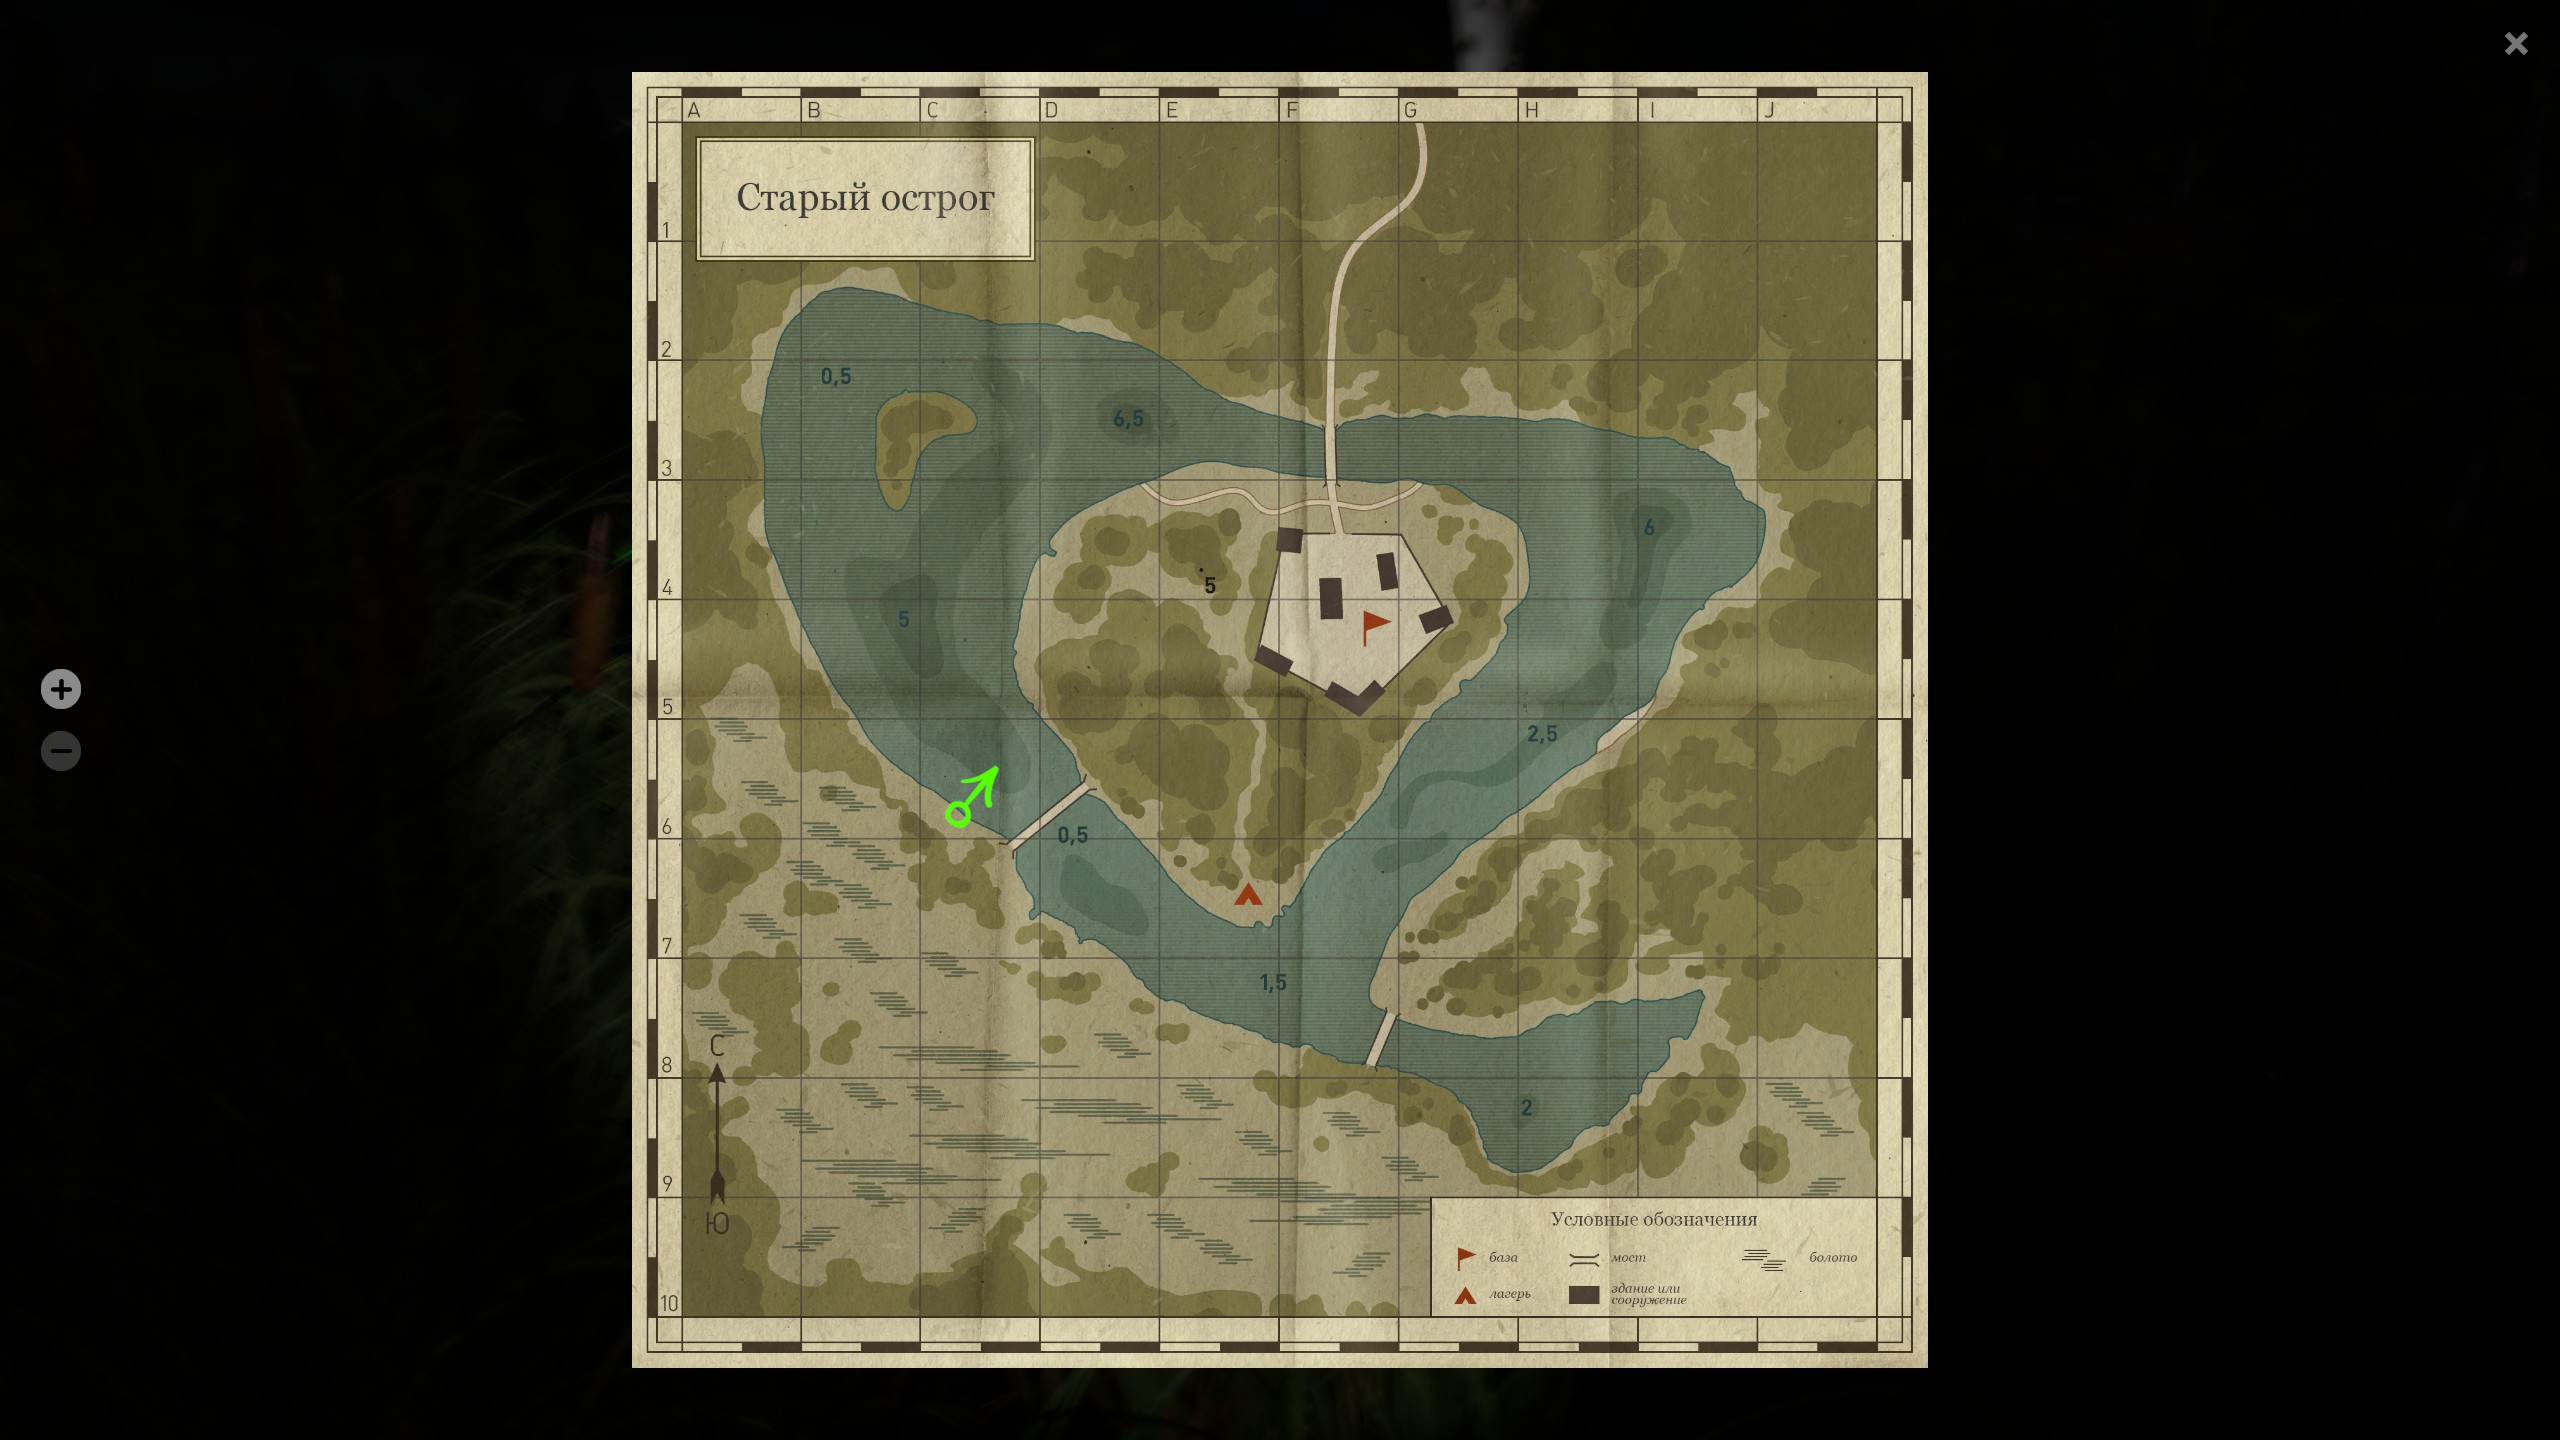 A B C D E F G H I J
Старый острог
1
2
0,5
6,5
3
6
5
4
5
5
2,5
6
0,5
7
1,5
С
8
2
9
Ю
Условные обозначения
база мост болото
лагерь здание или
сооружение
10